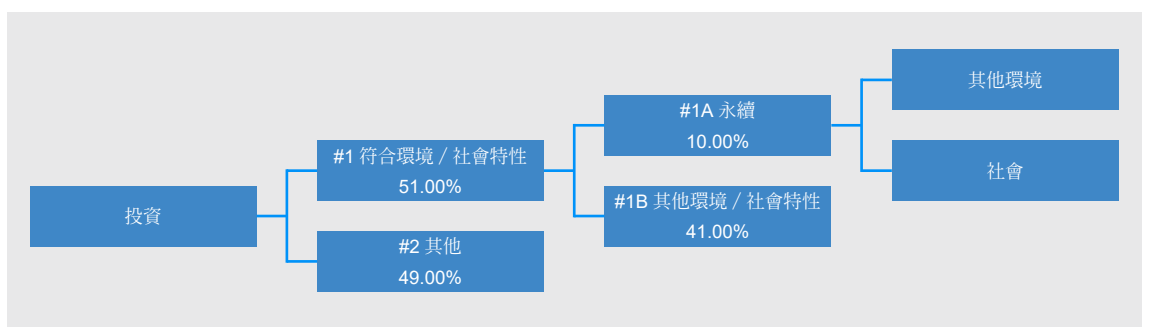 投資
#1 符合環境 / 社會特性
51.00%
#2 其他
49.00%
#1A 永續
10.00%
#1B 其他環境 / 社會特性
41.00%
其他環境
社會